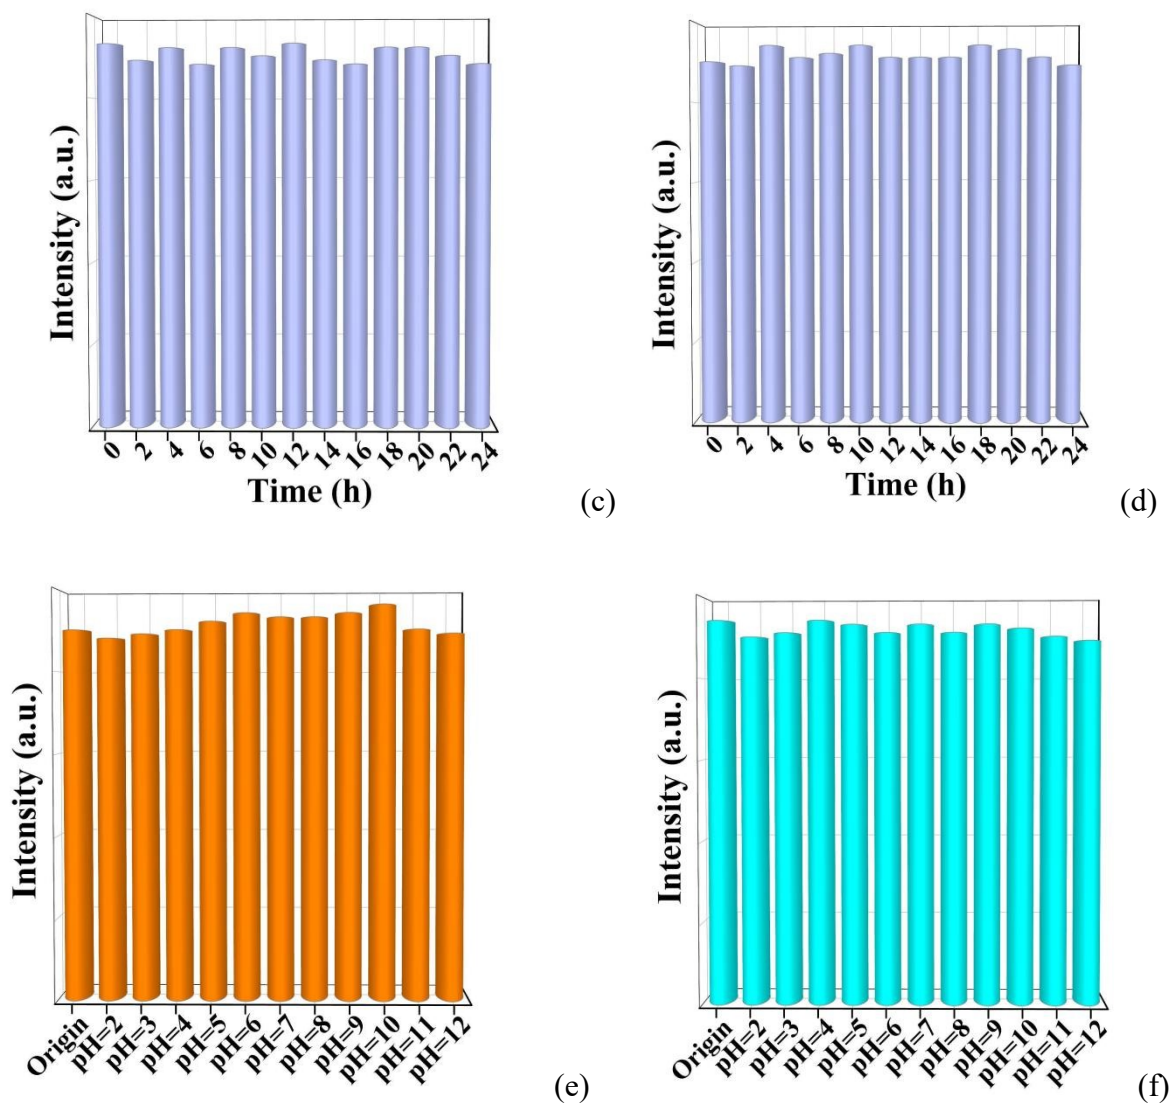 Intensity (a.u.)
0 2 4 6 8 10 12 14 16 18 20 22 24
Time (h)
(c)
Intensity (a.u.)
0 2 4 6 8 10 12 14 16 18 20 22 24
Time (h)
(d)
Intensity (a.u.)
Origin pH=2 pH=3 pH=4 pH=5 pH=6 pH=7 pH=8 pH=9 pH=10 pH=11 pH=12
(e)
Intensity (a.u.)
Origin pH=2 pH=3 pH=4 pH=5 pH=6 pH=7 pH=8 pH=9 pH=10 pH=11 pH=12
(f)